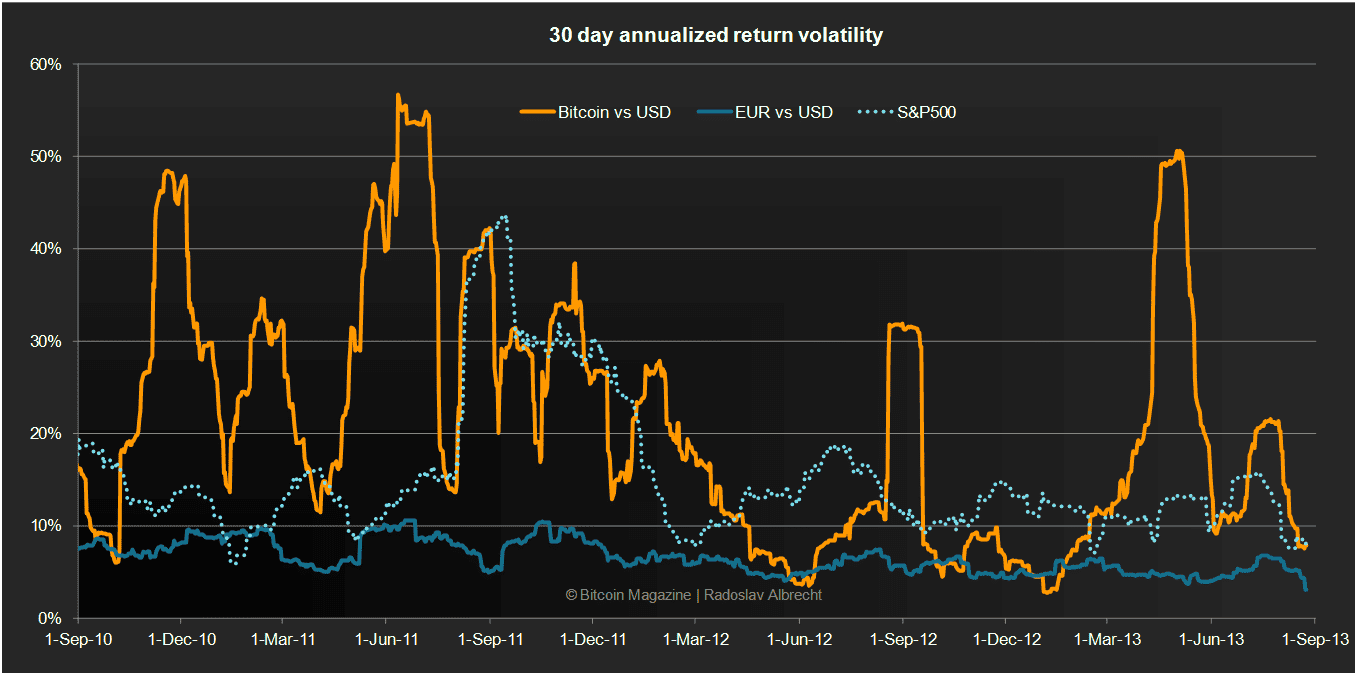 30 day annualized return volatility
60%
Bitcoin vs USD EUR vs USD S&P500
50%
40%
30%
20%
10%
© Bitcoin Magazine | Radoslav Albrecht
0%
1-Sep-10 1-Dec-10 1-Mar-11 1-Jun-11 1-Sep-11 1-Dec-11 1-Mar-12 1-Jun-12 1-Sep-12 1-Dec-12 1-Mar-13 1-Jun-13 1-Sep-13